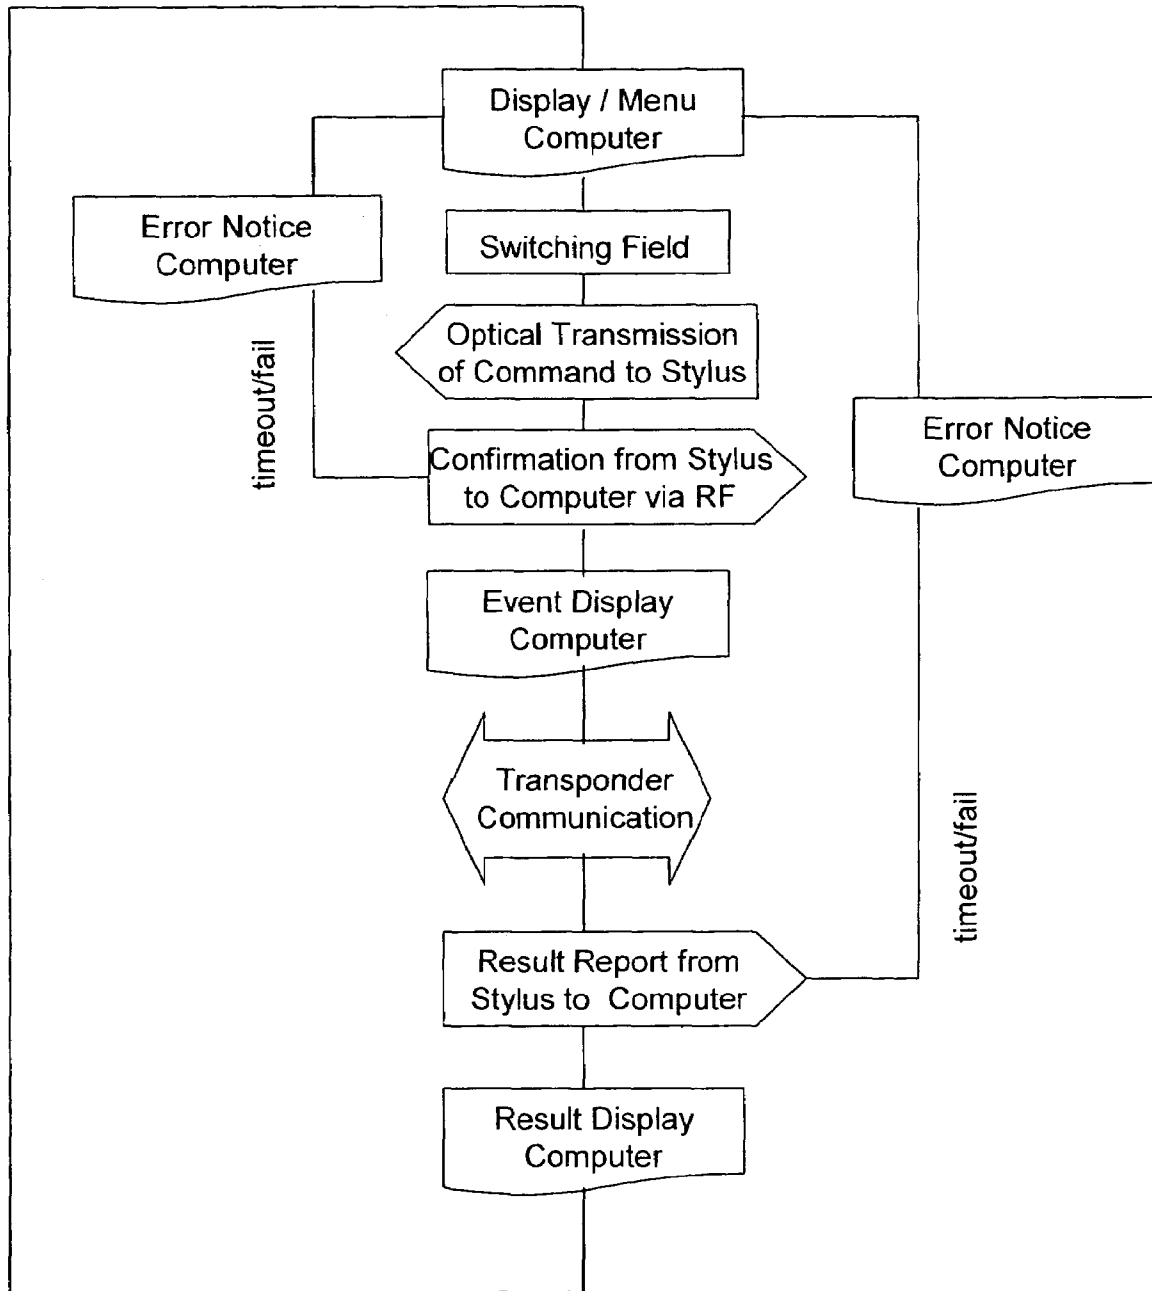 Display / Menu
Computer
Error Notice
Computer
Switching Field
Optical Transmission
of Command to Stylus
timeout/fail
Confirmation from Stylus
to Computer via RF
Error Notice
Computer
Event Display
Computer
Transponder
Communication
timeout/fail
Result Report from
Stylus to Computer
Result Display
Computer